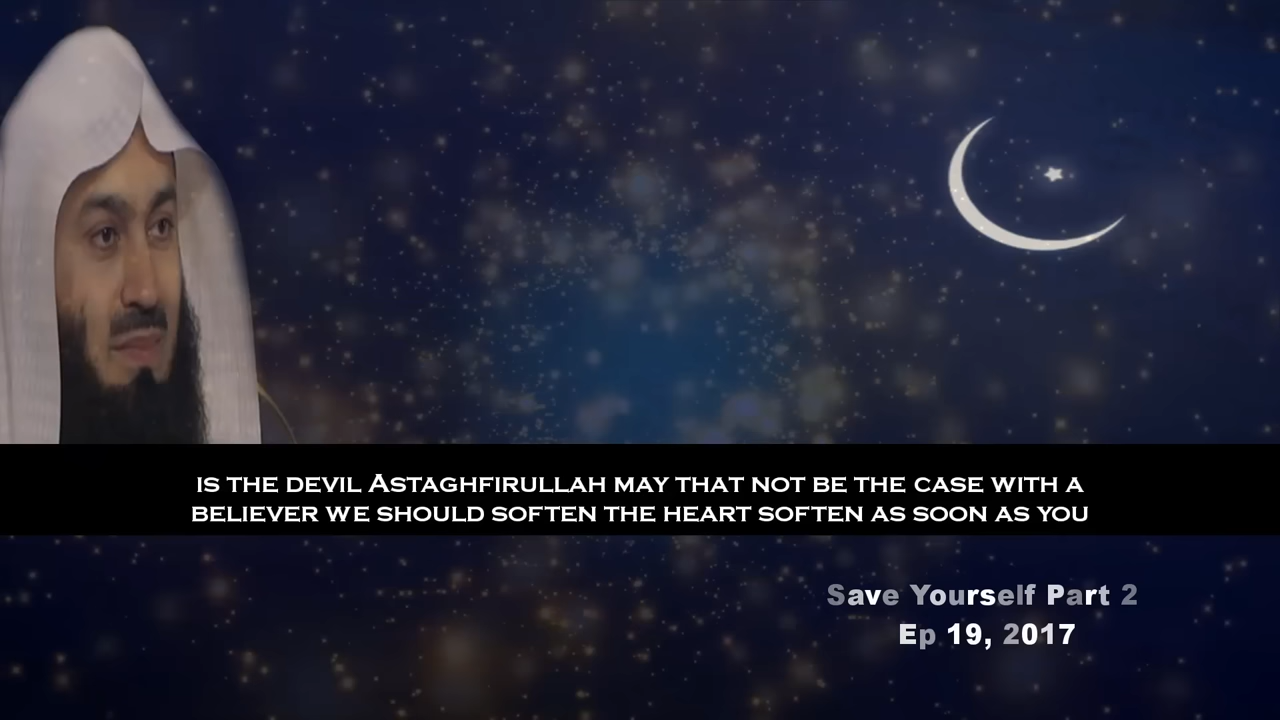 IS THE DEVIL ASTAGHFIRULLAH MAY THAT NOT BE THE CASE WITH A
BELIEVER WE SHOULD SOFTEN THE HEART SOFTEN AS SOON AS YOU
Save Yourself Part 2
Ep 19, 2017